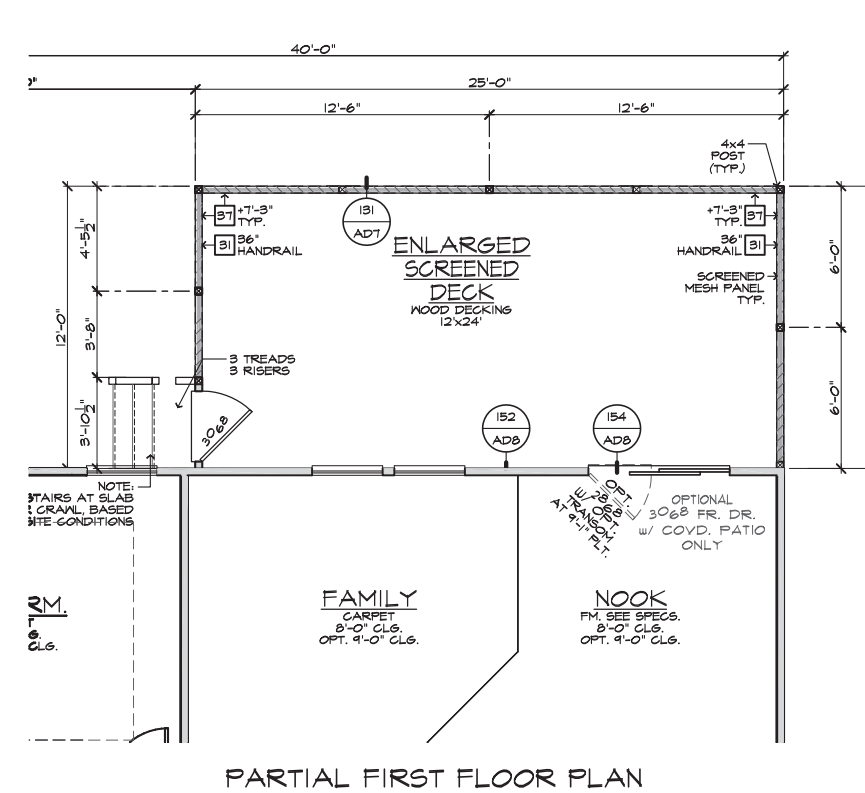 40'-0"
0"
25'-0"
12'-6"
12'-6"
4x4
POST
(TYP.)
37
+7'-3"
TYP.
131
AD7
+7'-3"
TYP.
37
31
36"
HANDRAIL
36"
HANDRAIL
31
ENLARGED
SCREENED
DECK
WOOD DECKING
12'x24'
SCREENED
MESH PANEL
TYP.
4'-5½"
3'-8"
3'-10½"
12'-0"
6'-0"
6'-0"
3 TREADS
3 RISERS
3068
152
AD8
154
AD8
NOTE:
STAIRS AT SLAB
CRAWL, BASED
SITE CONDITIONS
OPTIONAL
3068 FR. DR.
W/ COVD. PATIO
ONLY
RM.
CLG.
FAMILY
CARPET
8'-0" CLG.
OPT. 9'-0" CLG.
NOOK
FM. SEE SPECS.
8'-0" CLG.
OPT. 9'-0" CLG.
PARTIAL FIRST FLOOR PLAN